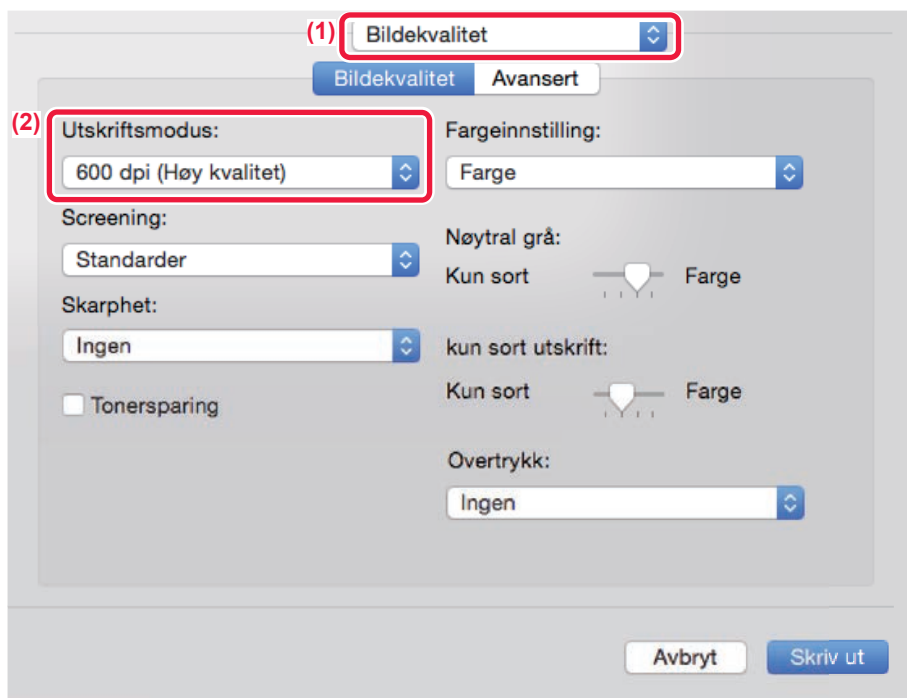 (1) Bildekvalitet
Bildekvalitet Avansert
(2) Utskriftsmodus:
600 dpi (Høy kvalitet)
Screening:
Standarder
Skarphet:
Ingen
Tonersparing
Fargeinnstilling:
Farge
Nøytral grå:
Kun sort Farge
kun sort utskrift:
Kun sort Farge
Overtrykk:
Ingen
Avbryt Skriv ut